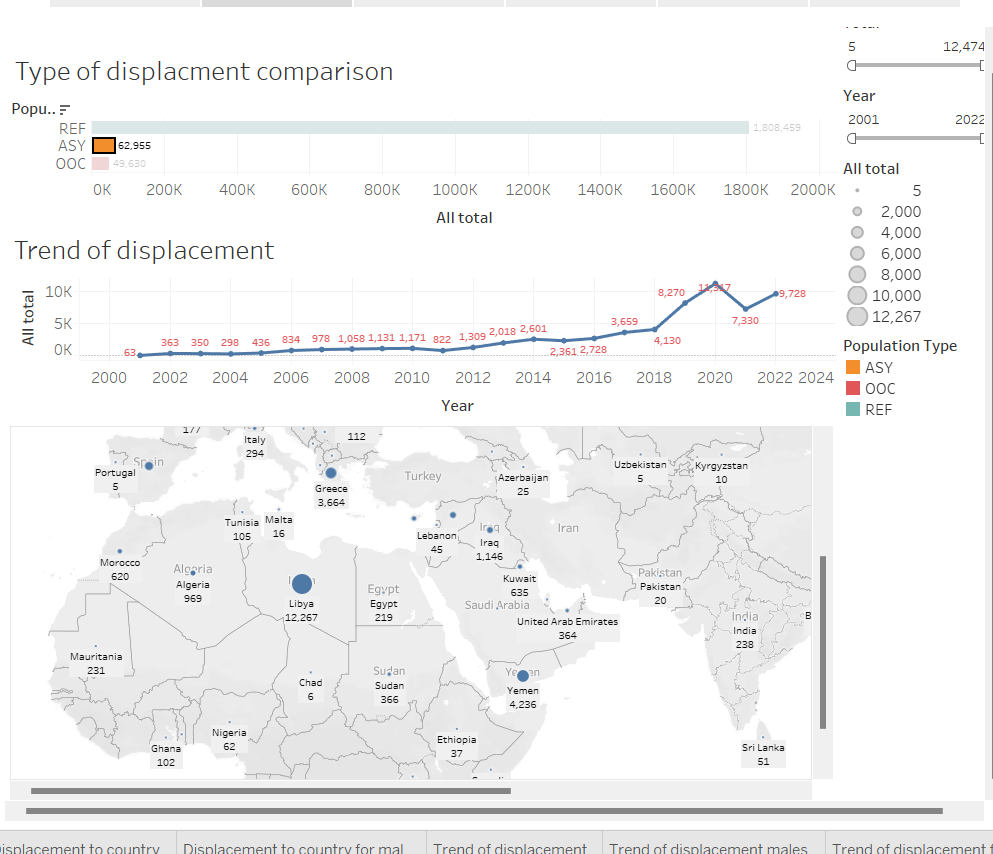 5 12,474
Type of displacment comparison
Year
Popu..
2001 2022
REF 1,808,459
ASY 62,955
OOC 49,630
0K 200K 400K 600K 800K 1000K 1200K 1400K 1600K 1800K 2000K
All total
All total
5
2,000
4,000
6,000
8,000
10,000
12,267
Population Type
ASY
OOC
REF
Trend of displacement
All total
10K
5K
0K
63 363 350 298 436 834 978 1,058 1,131 1,171 822 1,309 2,018 2,601 2,361 2,728 3,659 4,130 8,270 7,330 9,728
2000 2002 2004 2006 2008 2010 2012 2014 2016 2018 2020 2022 2024
Year
177
Italy
294
112
Spain
Portugal
5
Greece
3,664
Turkey
Azerbaijan
25
Uzbekistan
5
Kyrgyzstan
10
Tunisia
105
Malta
16
Lebanon
45
Iraq
Iraq
1,146
Iran
Morocco
620
Algeria
Algeria
969
Libya
12,267
Egypt
Egypt
219
Kuwait
635
Saudi Arabia
United Arab Emirates
364
Pakistan
Pakistan
20
India
India
238
B
Mauritania
231
Chad
6
Sudan
Sudan
366
Yemen
Yemen
4,236
Ghana
102
Nigeria
62
Ethiopia
37
Sri Lanka
51
Displacement to country
Displacement to country for mal
Trend of displacement
Trend of displacement males
Trend of displacement f